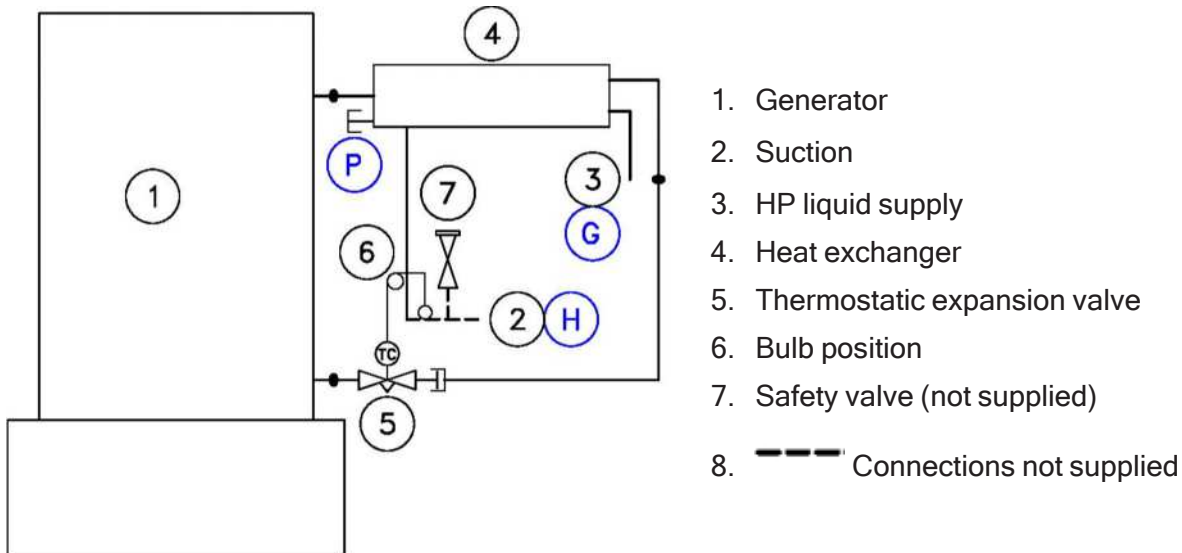 4
P
1
7
3
G
6
2
H
TC
5
1. Generator
2. Suction
3. HP liquid supply
4. Heat exchanger
5. Thermostatic expansion valve
6. Bulb position
7. Safety valve (not supplied)
8. Connections not supplied